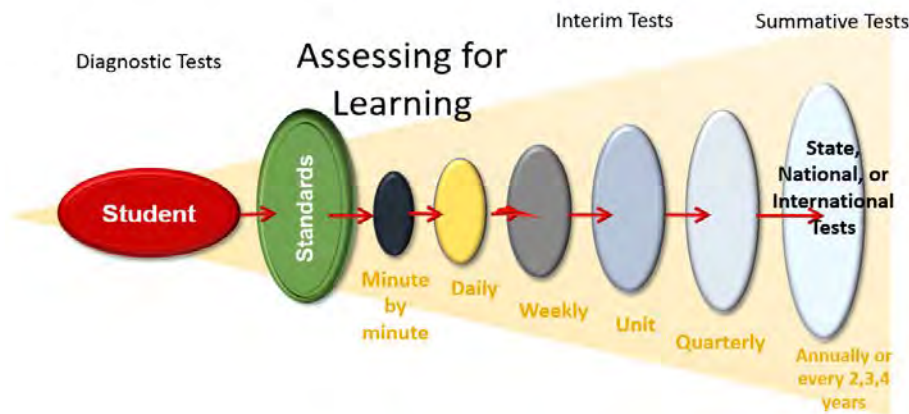 Interim Tests
Summative Tests
Diagnostic Tests
Assessing for
Learning
Student
Standards
State,
National, or
International
Tests
Minute
by
minute
Daily
Weekly
Unit
Quarterly
Annually or
every 2,3,4
years